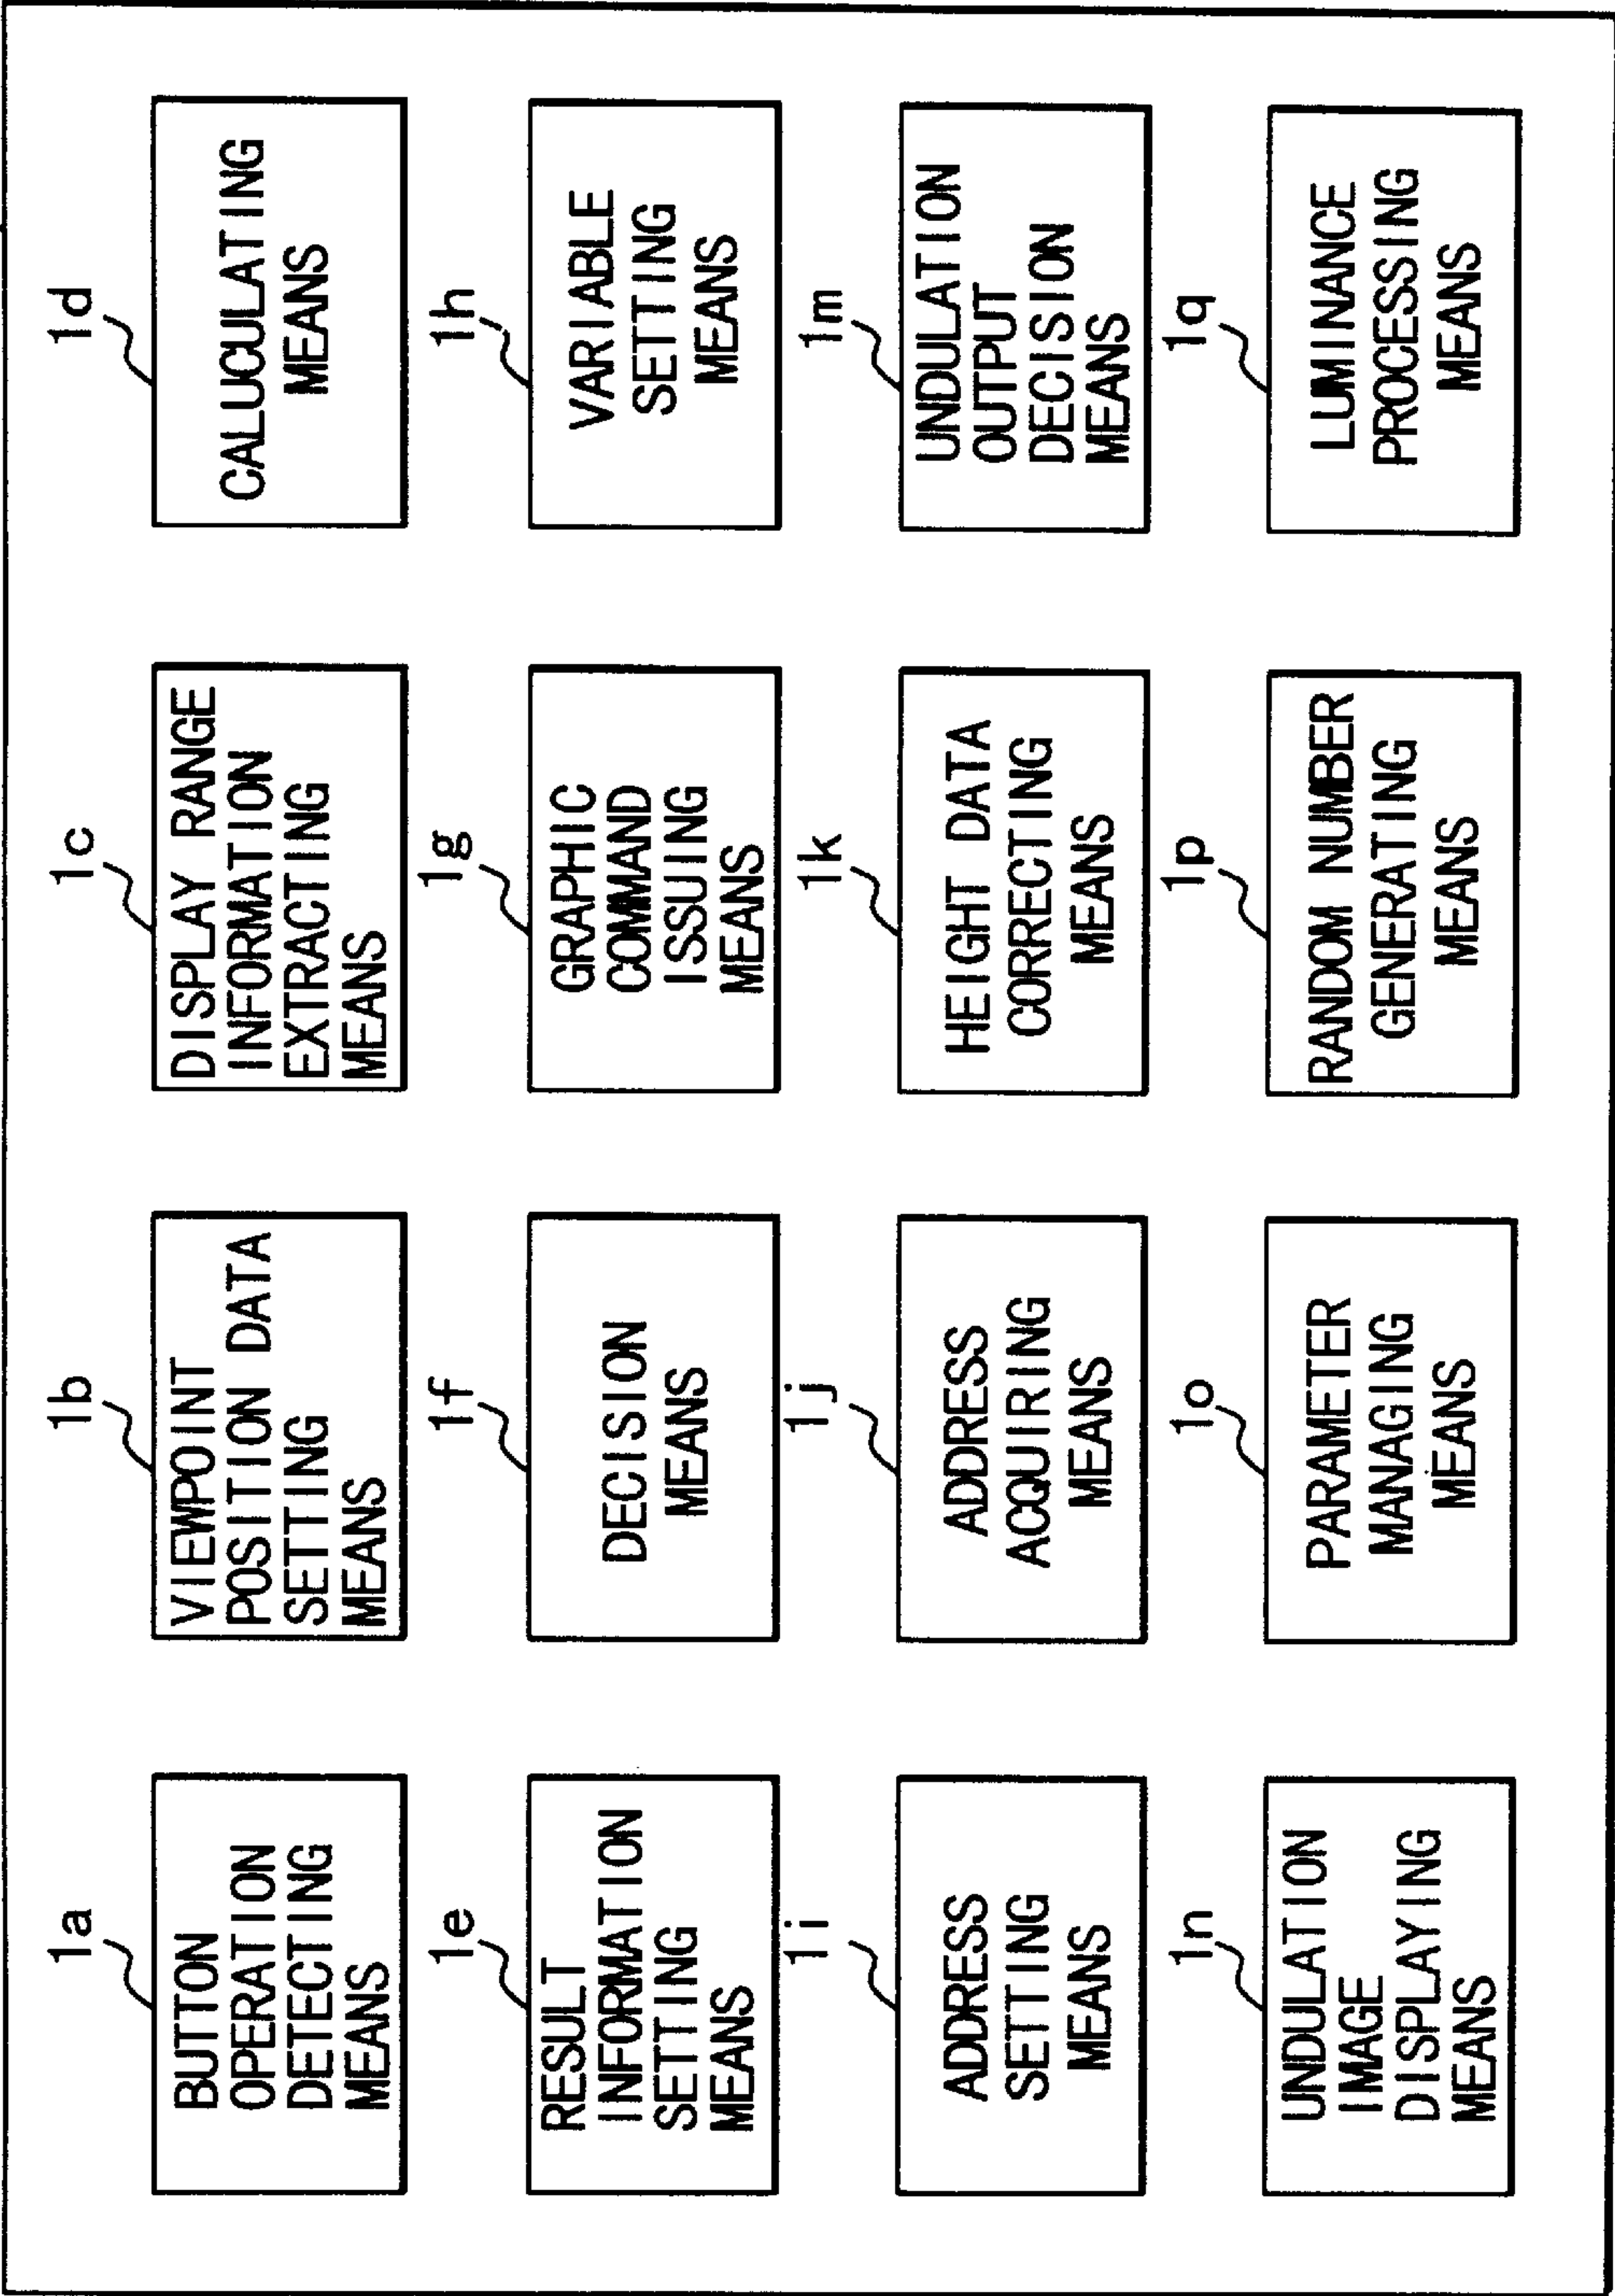 1a
BUTTON
OPERATION
DETECTING
MEANS
1b
VIEWPOINT
POSITION DATA
SETTING
MEANS
1c
DISPLAY RANGE
INFORMATION
EXTRACTING
MEANS
1d
CALUCULATING
MEANS
1e
RESULT
INFORMATION
SETTING
MEANS
1f
DECISION
MEANS
1g
GRAPHIC
COMMAND
ISSUING
MEANS
1h
VARIABLE
SETTING
MEANS
1i
ADDRESS
SETTING
MEANS
1j
ADDRESS
ACQUIRING
MEANS
1k
HEIGHT DATA
CORRECTING
MEANS
1m
UNDULATION
OUTPUT
DECISION
MEANS
1n
UNDULATION
IMAGE
DISPLAYING
MEANS
1o
PARAMETER
MANAGING
MEANS
1p
RANDOM NUMBER
GENERATING
MEANS
1q
LUMINANCE
PROCESSING
MEANS